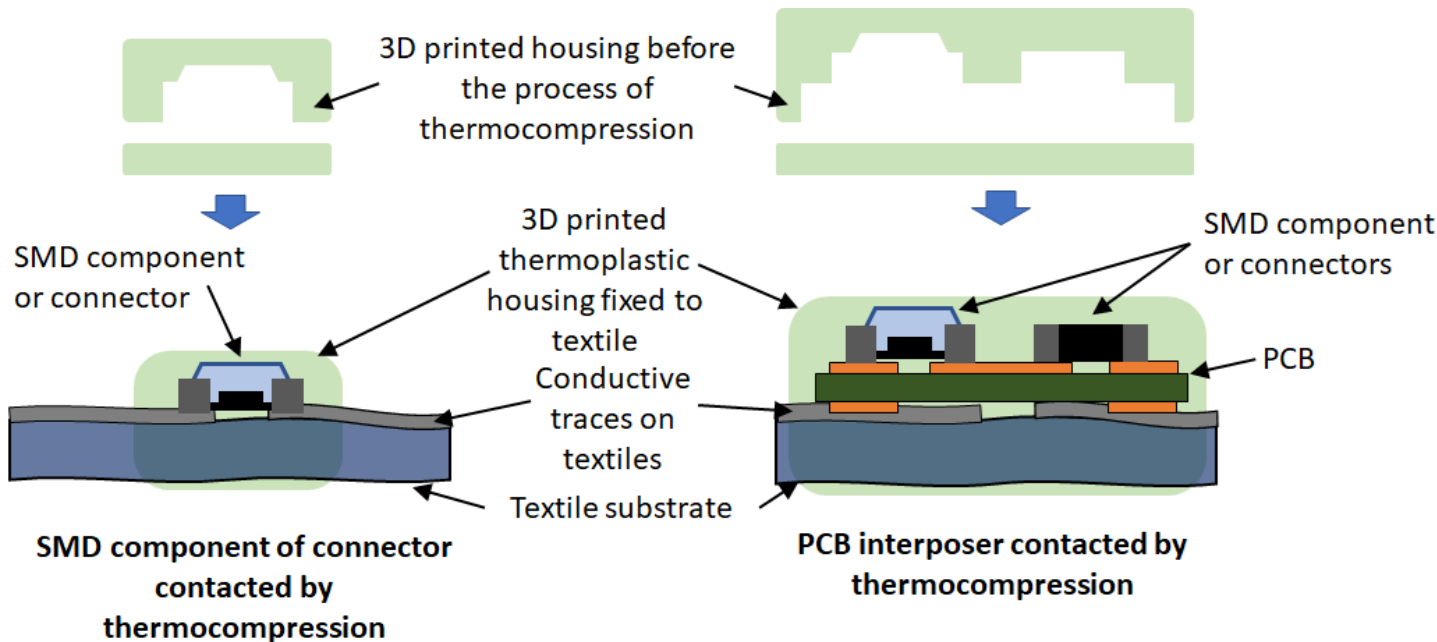 3D printed housing before
the process of
thermocompression
3D printed
thermoplastic
housing fixed to
textile
SMD component
or connector
SMD component
or connectors
PCB
Conductive
traces on
textiles
Textile substrate
SMD component of connector
contacted by
thermocompression
PCB interposer contacted by
thermocompression